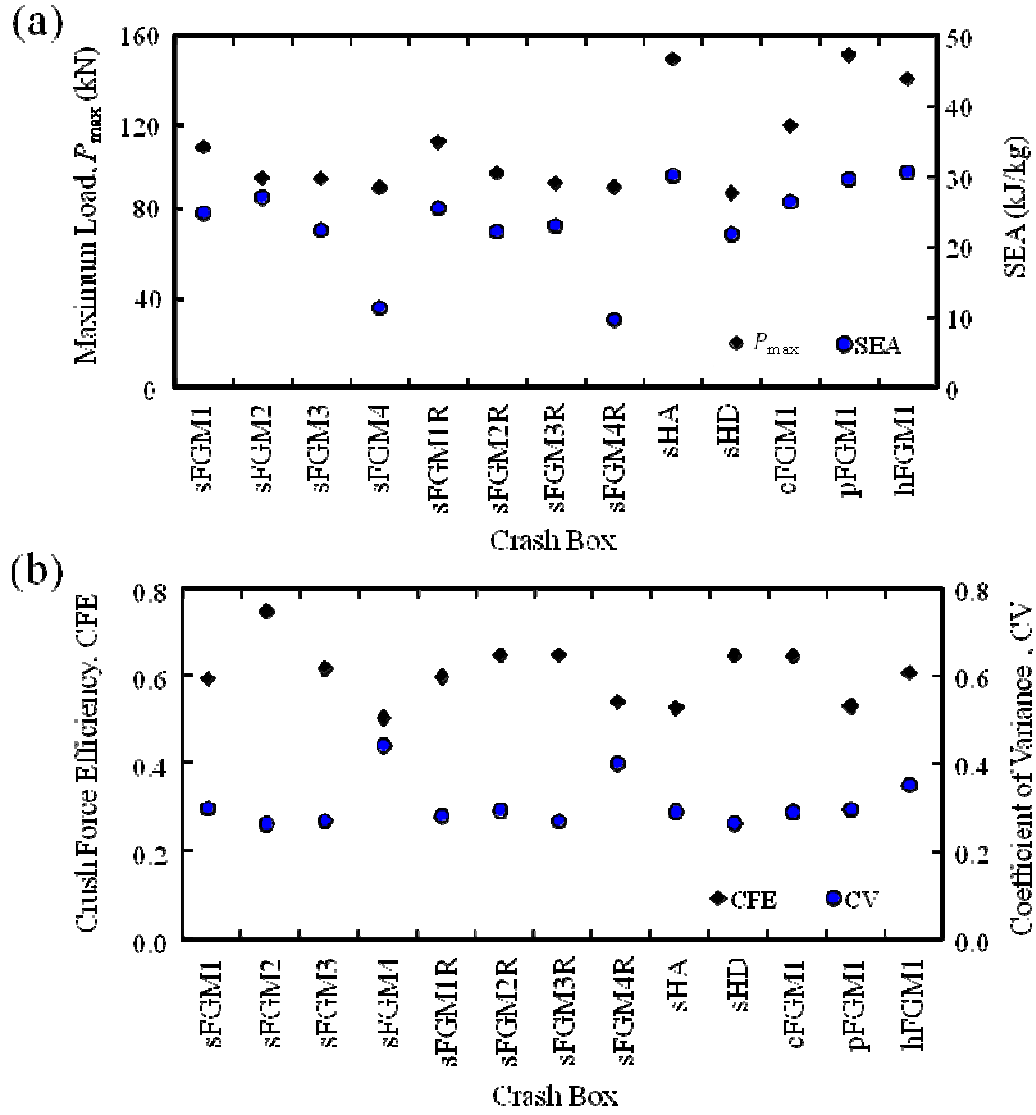 (a)
Maximum Load, Pmax (kN)
160
120
80
40
0
50
40
30
20
10
0
SEA (kJ/kg)
Pmax
SEA
sFGM1
sFGM2
sFGM3
sFGM4
sFGM1R
sFGM2R
sFGM3R
sFGM4R
sHA
sHD
cFGM1
pFGM1
hFGM1
Crash Box
(b)
Crush Force Efficiency, CFE
0.8
0.6
0.4
0.2
0.0
0.8
0.6
0.4
0.2
0.0
Coefficient of Variance , CV
CFE
CV
sFGM1
sFGM2
sFGM3
sFGM4
sFGM1R
sFGM2R
sFGM3R
sFGM4R
sHA
sHD
cFGM1
pFGM1
hFGM1
Crash Box